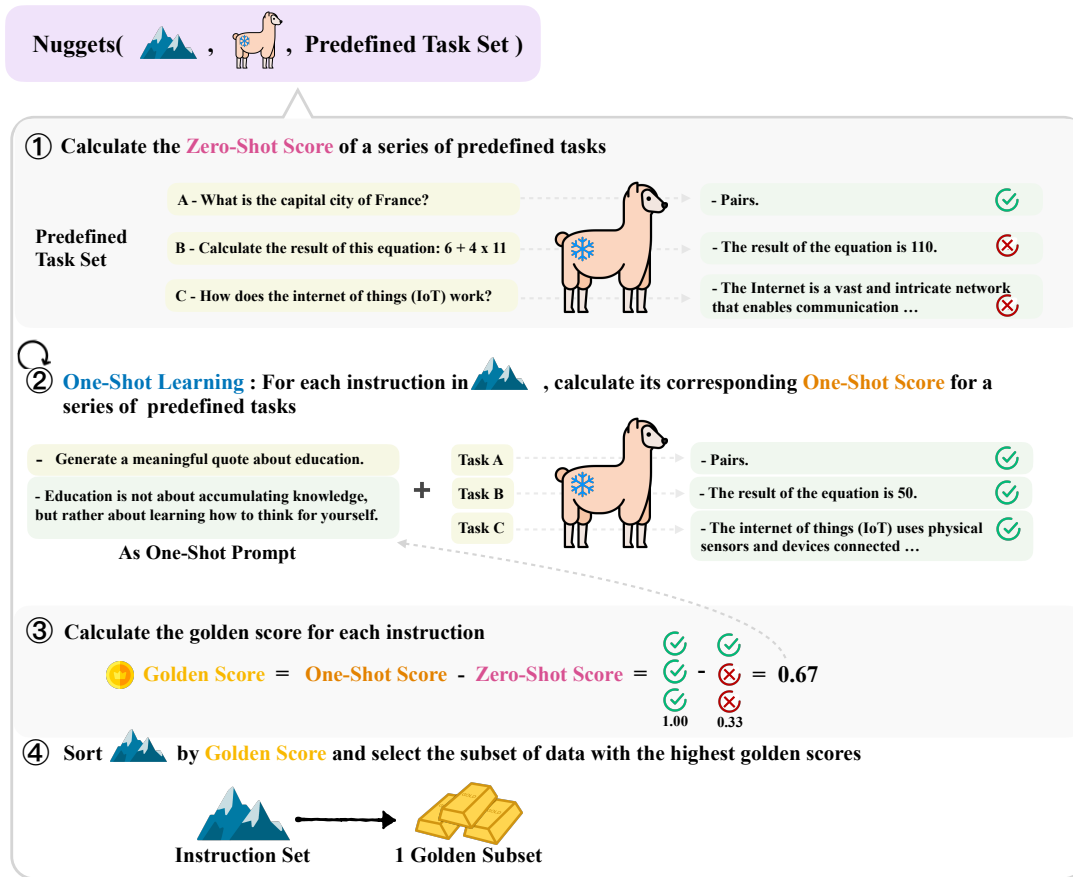 Nuggets( , , Predefined Task Set )
① Calculate the Zero-Shot Score of a series of predefined tasks
Predefined
Task Set
A - What is the capital city of France?
- Pairs.
B - Calculate the result of this equation: 6 + 4 x 11
- The result of the equation is 110.
C - How does the internet of things (IoT) work?
- The Internet is a vast and intricate network
that enables communication …
② One-Shot Learning : For each instruction in , calculate its corresponding One-Shot Score for a
series of predefined tasks
- Generate a meaningful quote about education.
- Education is not about accumulating knowledge,
but rather about learning how to think for yourself.
As One-Shot Prompt
+
Task A
Task B
Task C
- Pairs.
- The result of the equation is 50.
- The internet of things (IoT) uses physical
sensors and devices connected …
③ Calculate the golden score for each instruction
Golden Score = One-Shot Score - Zero-Shot Score = - = 0.67
1.00 0.33
④ Sort by Golden Score and select the subset of data with the highest golden scores
Instruction Set
1 Golden Subset